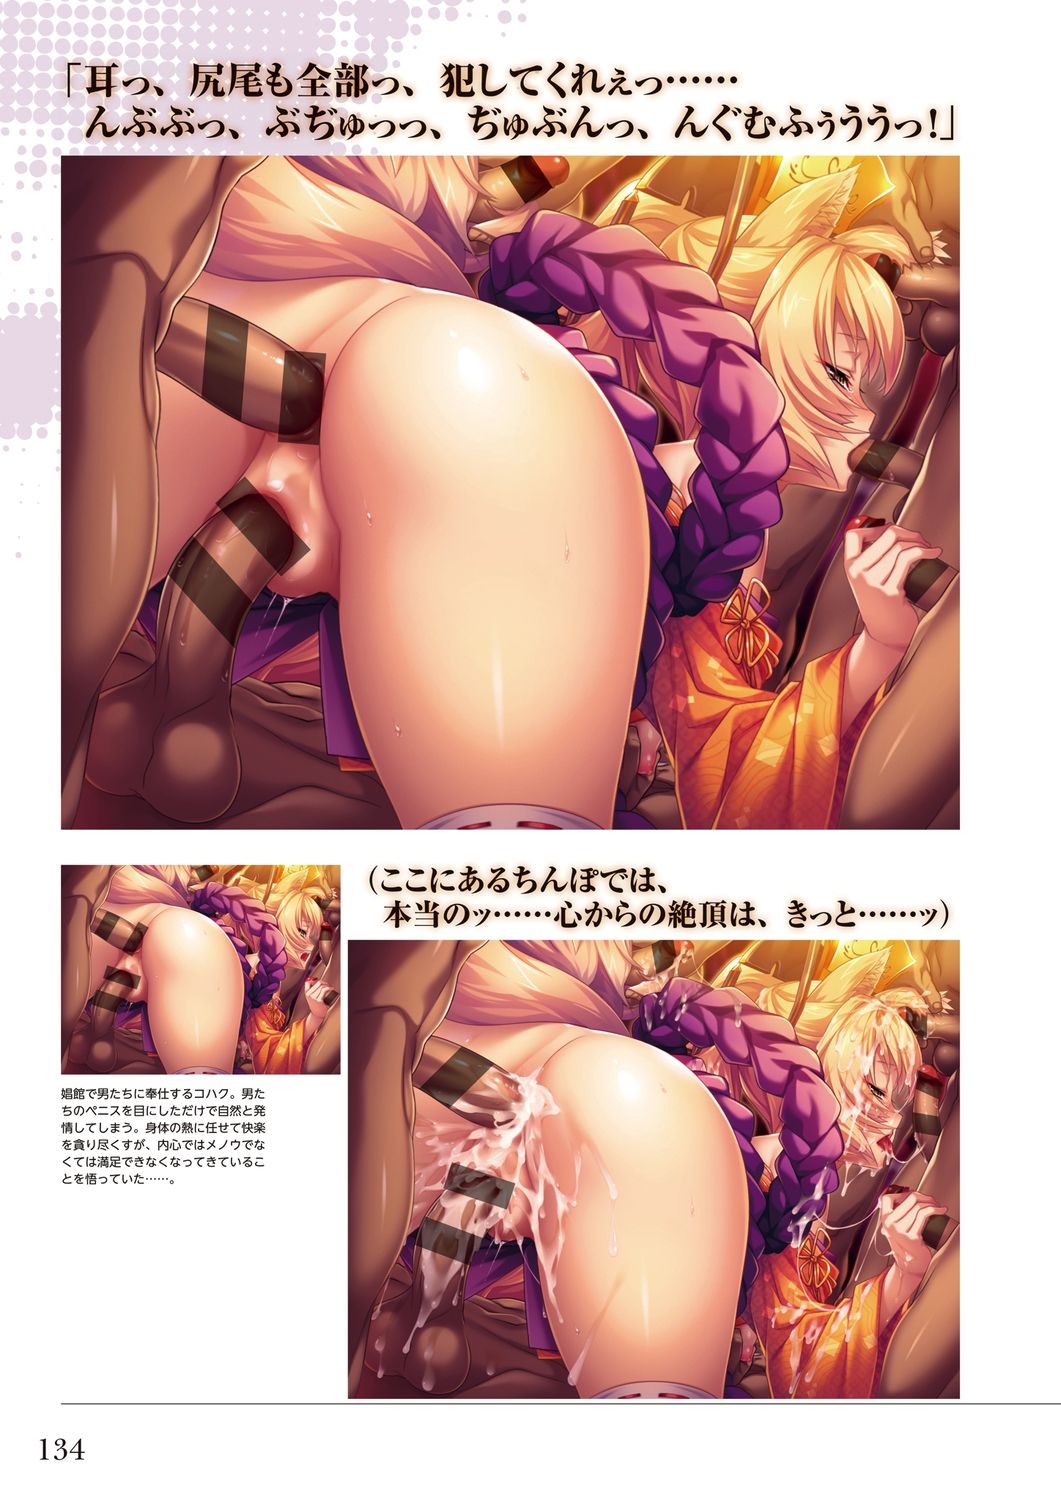 「耳っ、尻尾も全部っ、犯してくれぇっ……
んぶぶっ、ぶぢゅっっ、ぢゅぶんっ、んぐむふぅううっ！」
（ここにあるちんぽでは、
本当のッ……心からの絶頂は、きっと……ッ）
娼館で男たちに奉仕するコハク。男た
ちのペニスを目にしただけで自然と発
情してしまう。身体の熱に任せて快楽
を貪り尽くすが、内心ではメノウでな
くては満足できなくなってきているこ
とを悟っていた……。
134